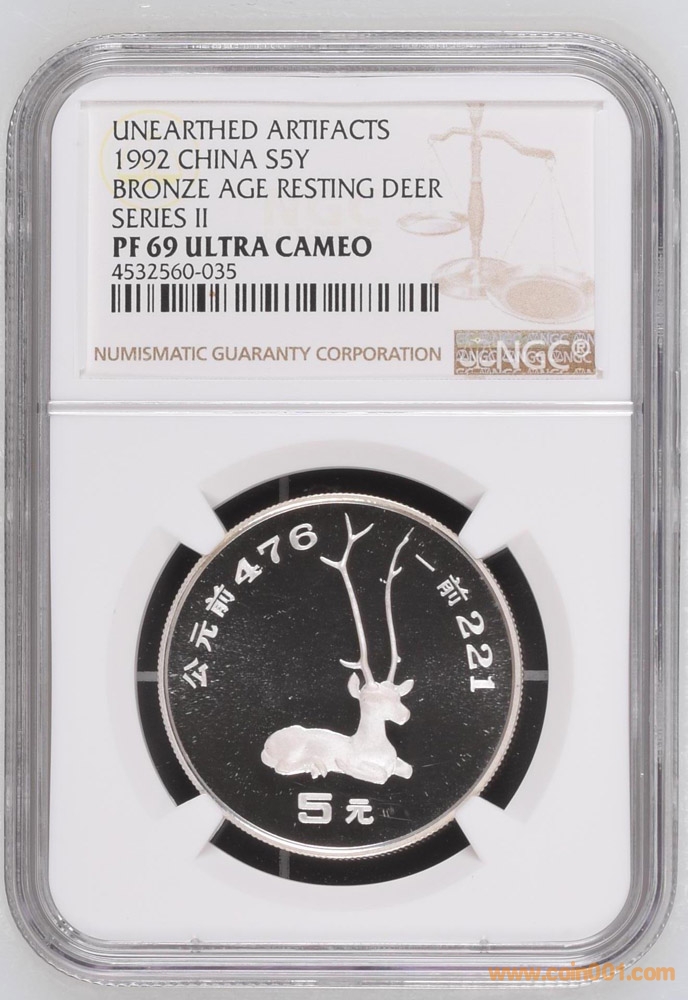 UNEARTHED ARTIFACTS
1992 CHINA S5Y
BRONZE AGE RESTING DEER
SERIES II
PF 69 ULTRA CAMEO
4532560-035
NUMISMATIC GUARANTY CORPORATION
NGC®
公元前476
一前221
5元
www.coin001.com